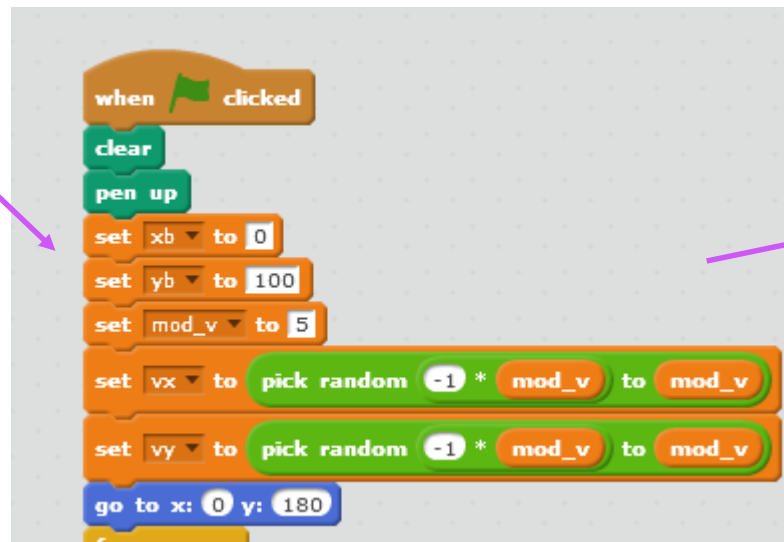 when clicked
clear
pen up
set xb to 0
set yb to 100
set mod_v to 5
set vx to pick random -1 * mod_v to mod_v
set vy to pick random -1 * mod_v to mod_v
go to x: 0 y: 180